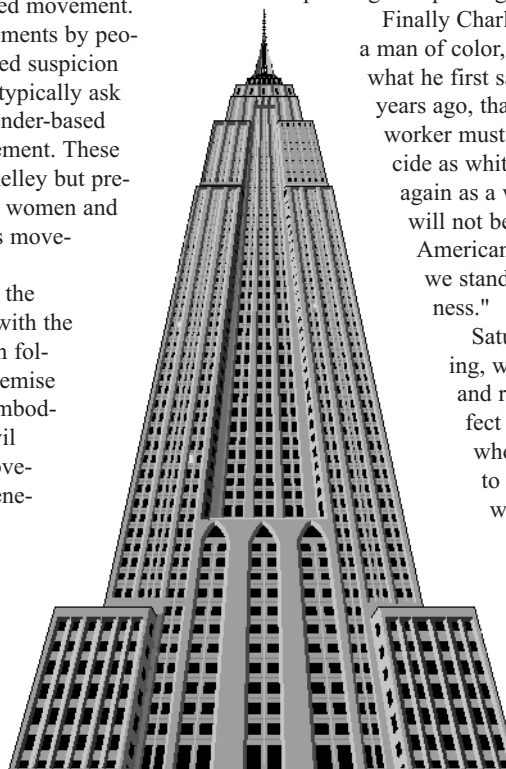 ed movement.
ements by peo-
ed suspicion
typically ask
nder-based
ement. These
elley but pre-
women and
s move-
the
with the
n fol-
emise
mbod-
vil
ove-
ene-
Finally Charl
a man of color,
what he first sa
years ago, tha
worker must
cide as whit
again as a w
will not be
American
we stand
ness."
Satu
ing, w
and r
fect
who
to
w